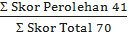 Σ Skor Perolehan 41
Σ Skor Total 70